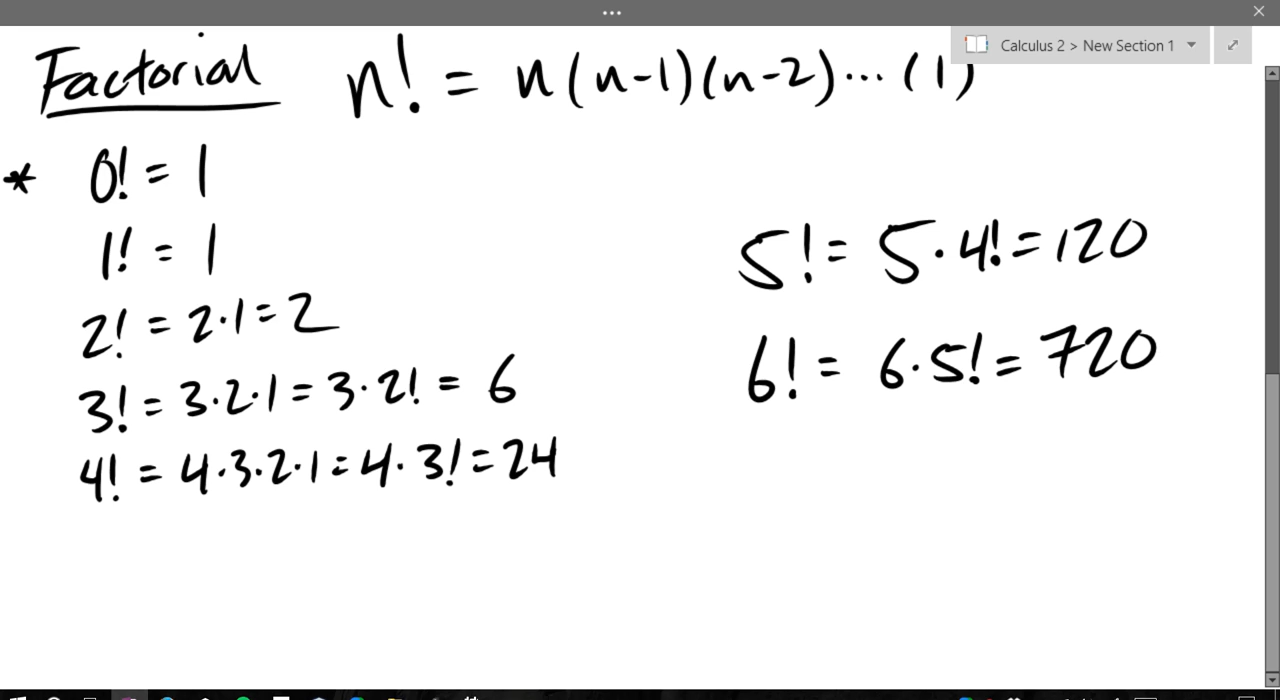 Calculus 2 > New Section 1
Factorial n! = n(n-1)(n-2)...(1)
* 0! = 1
1! = 1
2! = 2·1 = 2
3! = 3·2·1 = 3·2! = 6
4! = 4·3·2·1 = 4·3! = 24
5! = 5·4! = 120
6! = 6·5! = 720